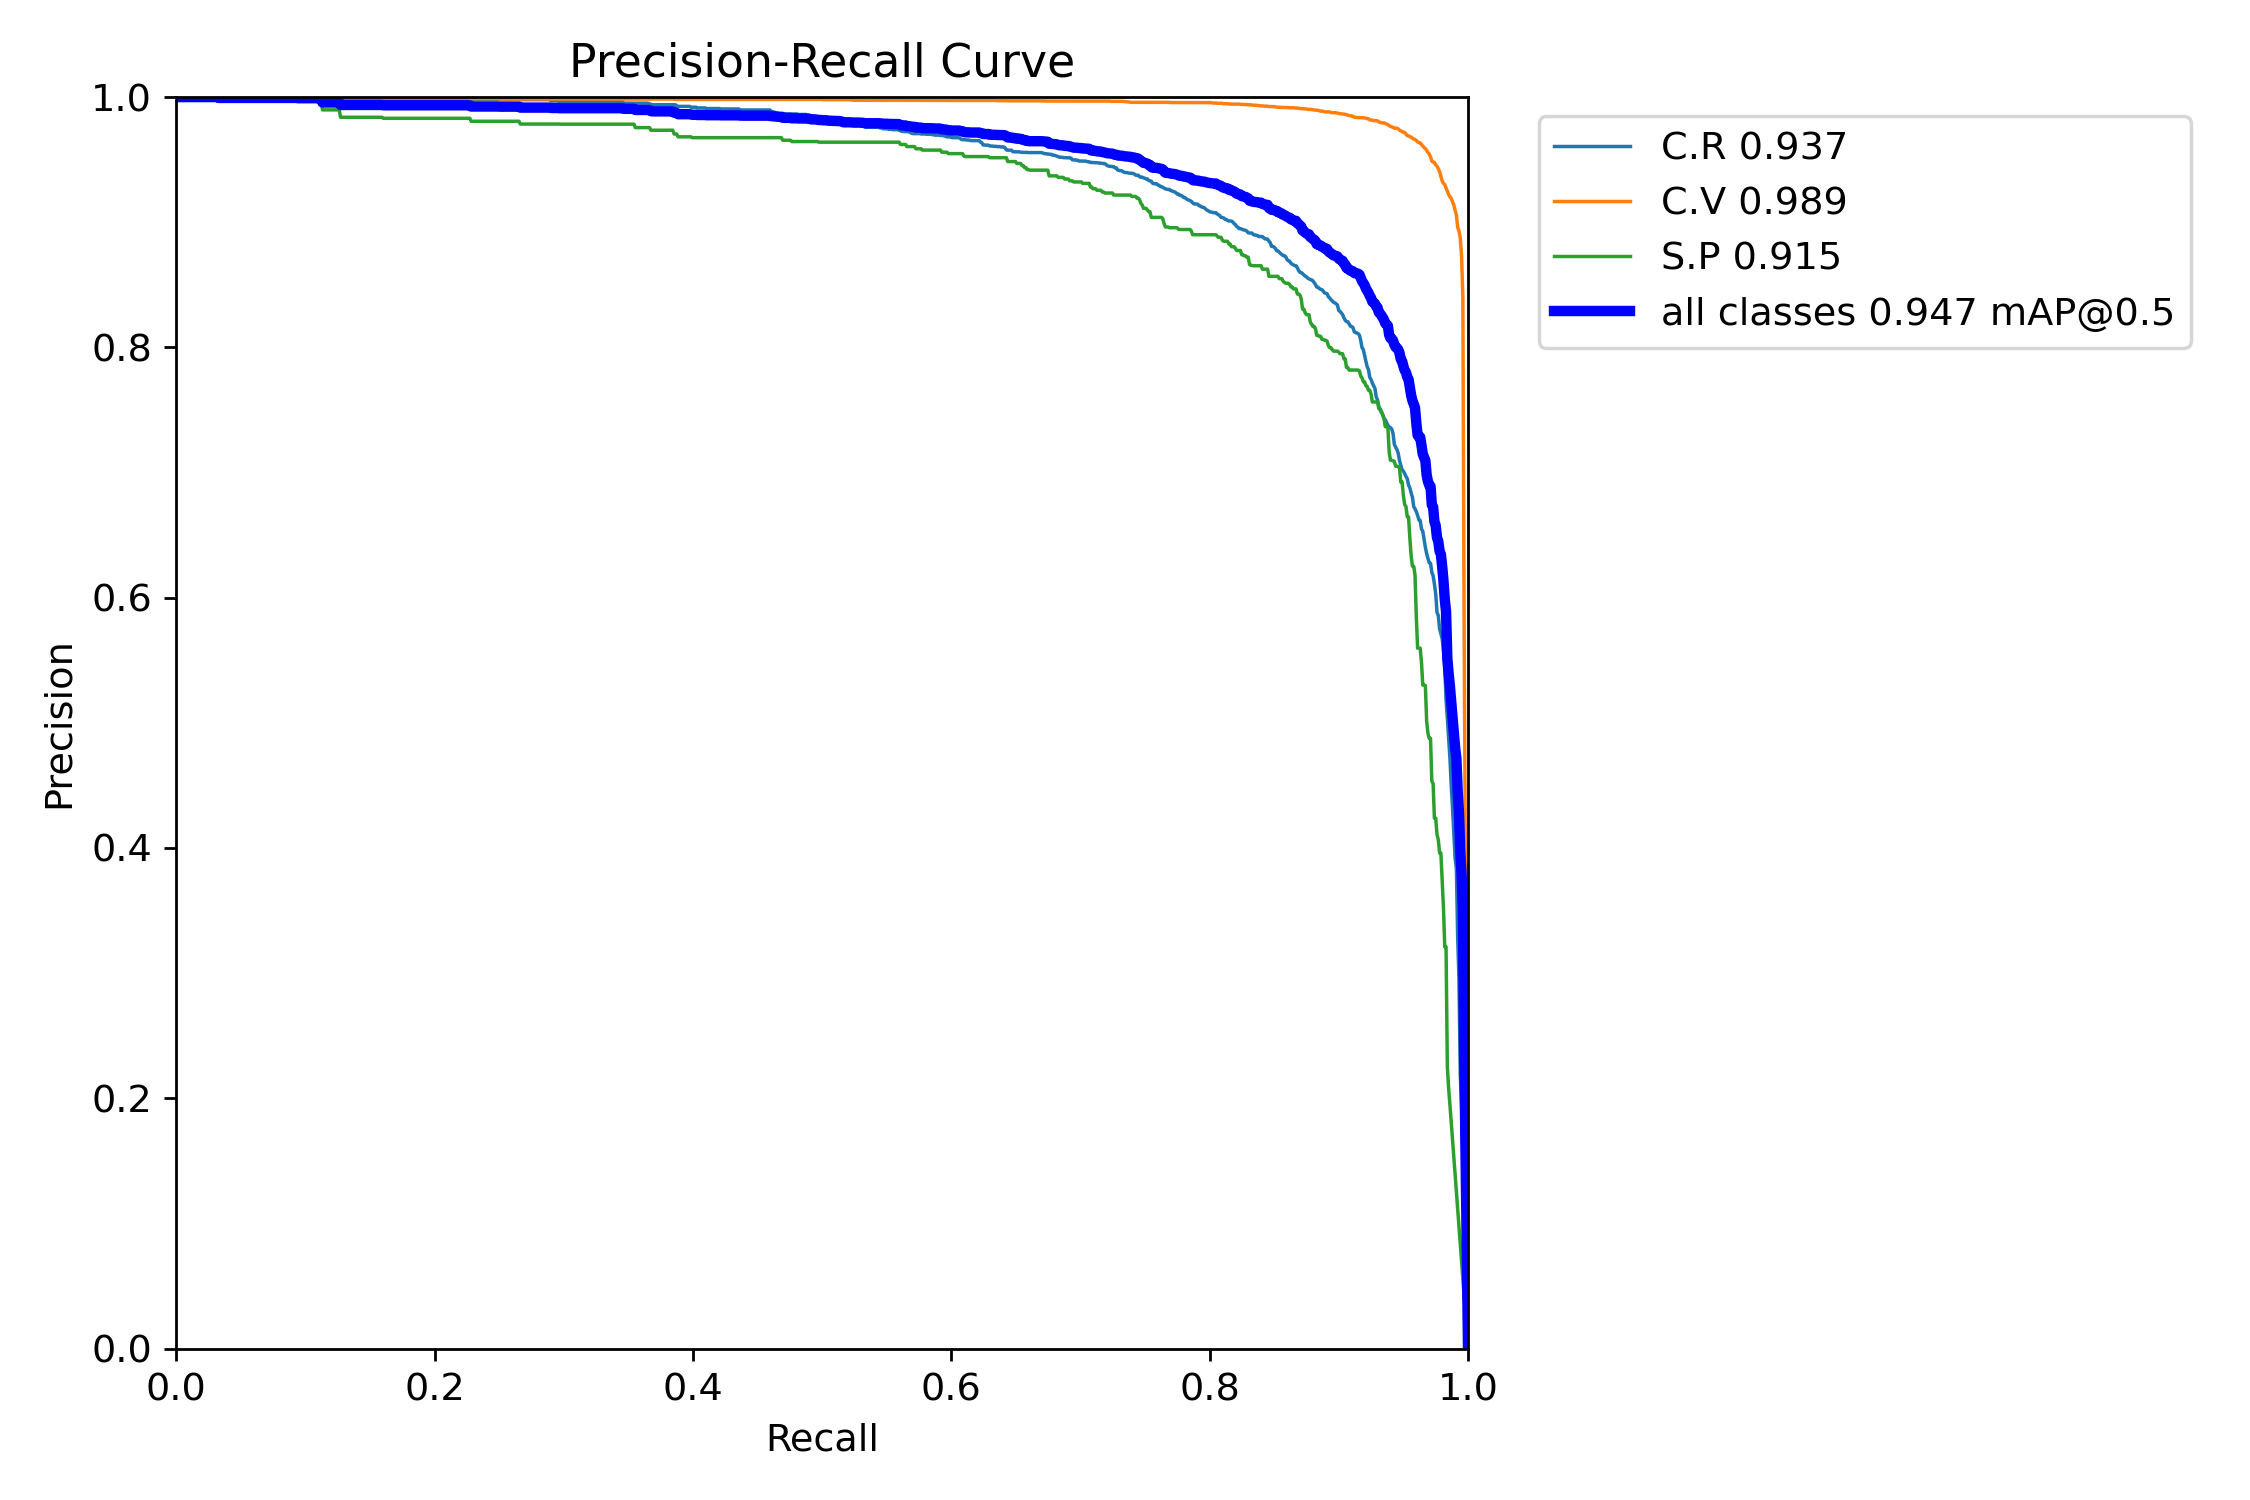 Precision-Recall Curve
1.0
0.8
0.6
0.4
0.2
0.0
Precision
0.0 0.2 0.4 0.6 0.8 1.0
Recall
C.R 0.937
C.V 0.989
S.P 0.915
all classes 0.947 mAP@0.5